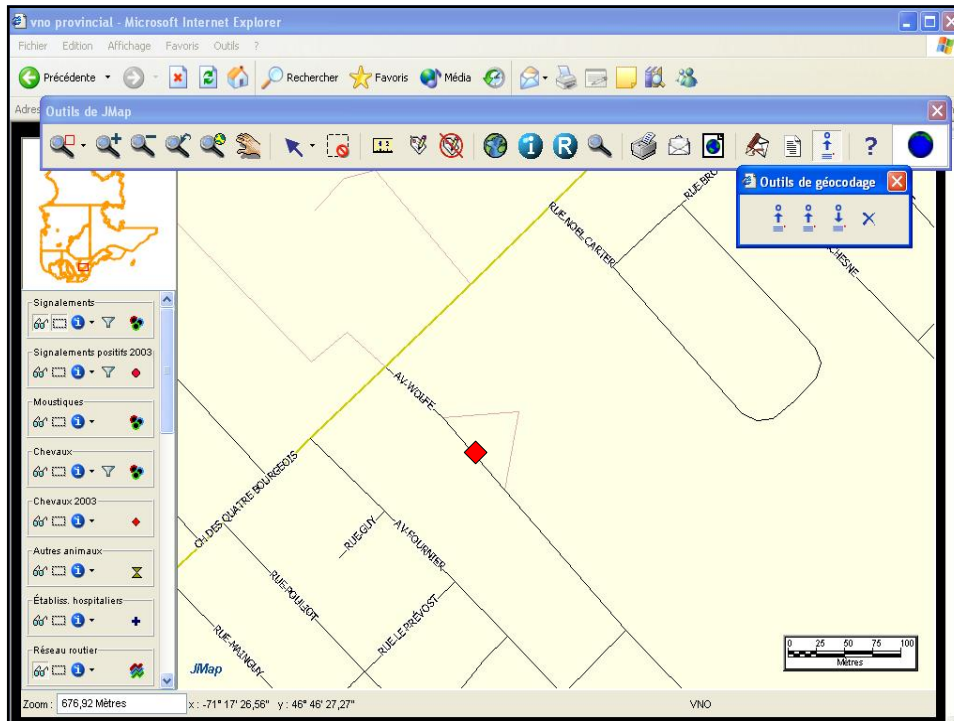 vno provincial - Microsoft Internet Explorer
Fichier Edition Affichage Favoris Outils ?
Précédente Rechercher Favoris Média
Adres
Outils de JMap
i R ?
Outils de géocodage
Signalements
Signalements positifs 2003
Moustiques
Chevaux
Chevaux 2003
Autres animaux
Établiss. hospitaliers
Réseau routier
RUE-BRO
RUE-NOEL-CARTER
CHESNE
AV-WOLFE
CH-DES QUATRE BOURGEOIS
RUE-GUY
AV-FOURNIER
RUE-POULIOT
RUE-LE PRÉVOST
RUE-MAINGUY
JMap
0 25 50 75 100
Mètres
Zoom : 676,92 Mètres x : -71° 17' 26,56" y : 46° 46' 27,27" VNO